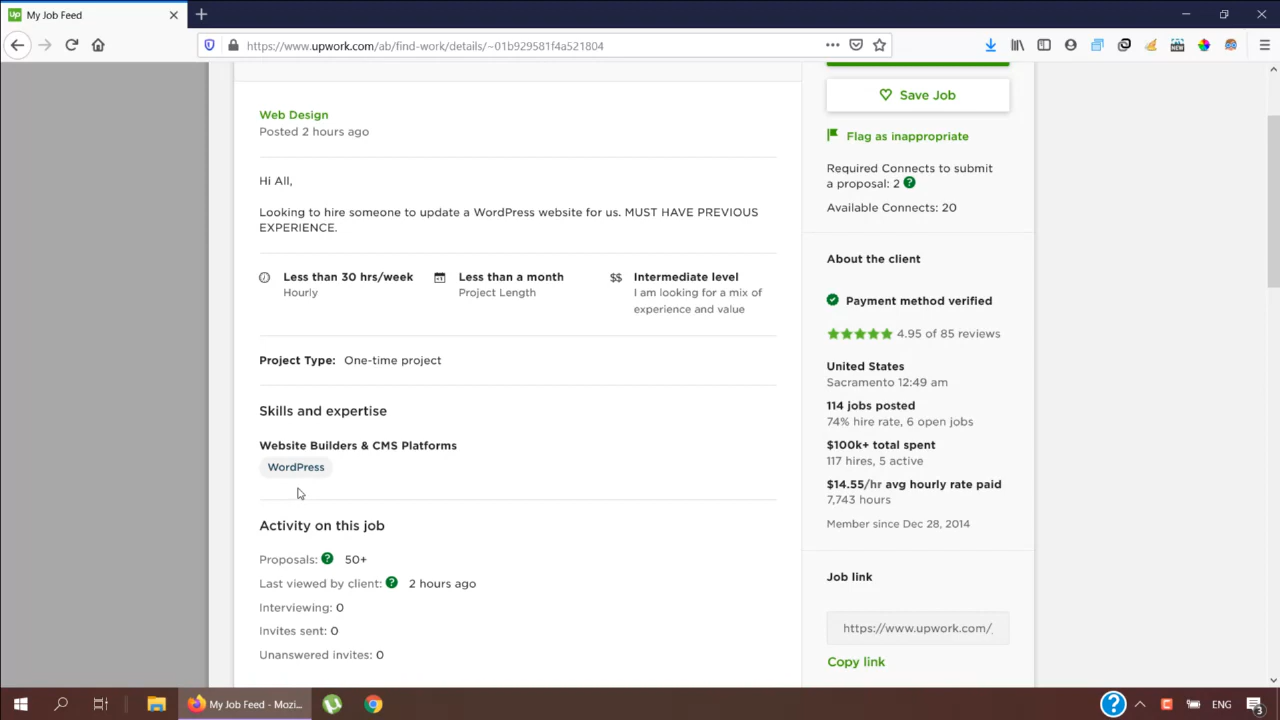 up My Job Feed
https://www.upwork.com/ab/find-work/details/~01b929581f4a521804
NEW
Web Design
Posted 2 hours ago
Hi All,
Looking to hire someone to update a WordPress website for us. MUST HAVE PREVIOUS
EXPERIENCE.
Less than 30 hrs/week
Hourly
Less than a month
Project Length
$$ Intermediate level
I am looking for a mix of
experience and value
Project Type: One-time project
Skills and expertise
Website Builders & CMS Platforms
WordPress
Activity on this job
Proposals: ? 50+
Last viewed by client: ? 2 hours ago
Interviewing: 0
Invites sent: 0
Unanswered invites: 0
Save Job
Flag as inappropriate
Required Connects to submit
a proposal: 2 ?
Available Connects: 20
About the client
Payment method verified
4.95 of 85 reviews
United States
Sacramento 12:49 am
114 jobs posted
74% hire rate, 6 open jobs
$100k+ total spent
117 hires, 5 active
$14.55/hr avg hourly rate paid
7,743 hours
Member since Dec 28, 2014
Job link
https://www.upwork.com/
Copy link
My Job Feed - Mozi...
?
ENG
3